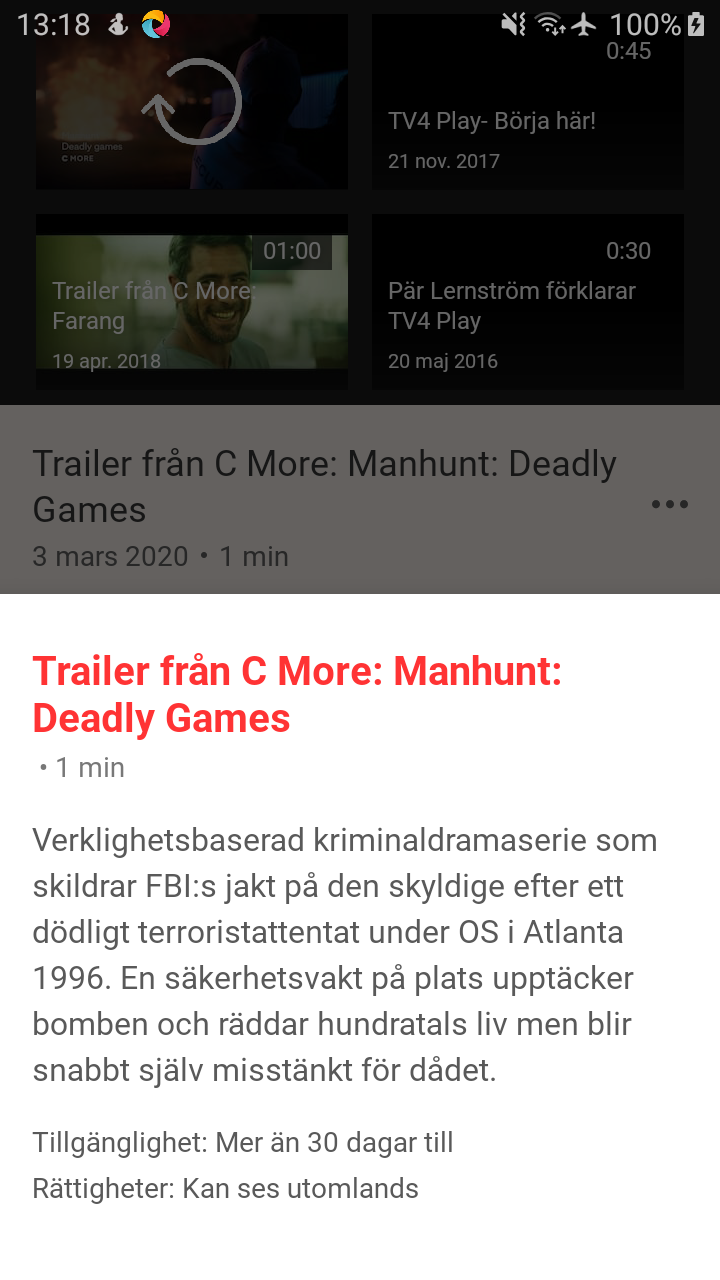 13:18
100%
Deadly games
C MORE
0:45
TV4 Play- Börja här!
21 nov. 2017
01:00
Trailer från C More:
Farang
19 apr. 2018
0:30
Pär Lernström förklarar
TV4 Play
20 maj 2016
Trailer från C More: Manhunt: Deadly
Games
3 mars 2020 • 1 min
Trailer från C More: Manhunt:
Deadly Games
• 1 min
Verklighetsbaserad kriminaldramaserie som
skildrar FBI:s jakt på den skyldige efter ett
dödligt terroristattentat under OS i Atlanta
1996. En säkerhetsvakt på plats upptäcker
bomben och räddar hundratals liv men blir
snabbt själv misstänkt för dådet.
Tillgänglighet: Mer än 30 dagar till
Rättigheter: Kan ses utomlands